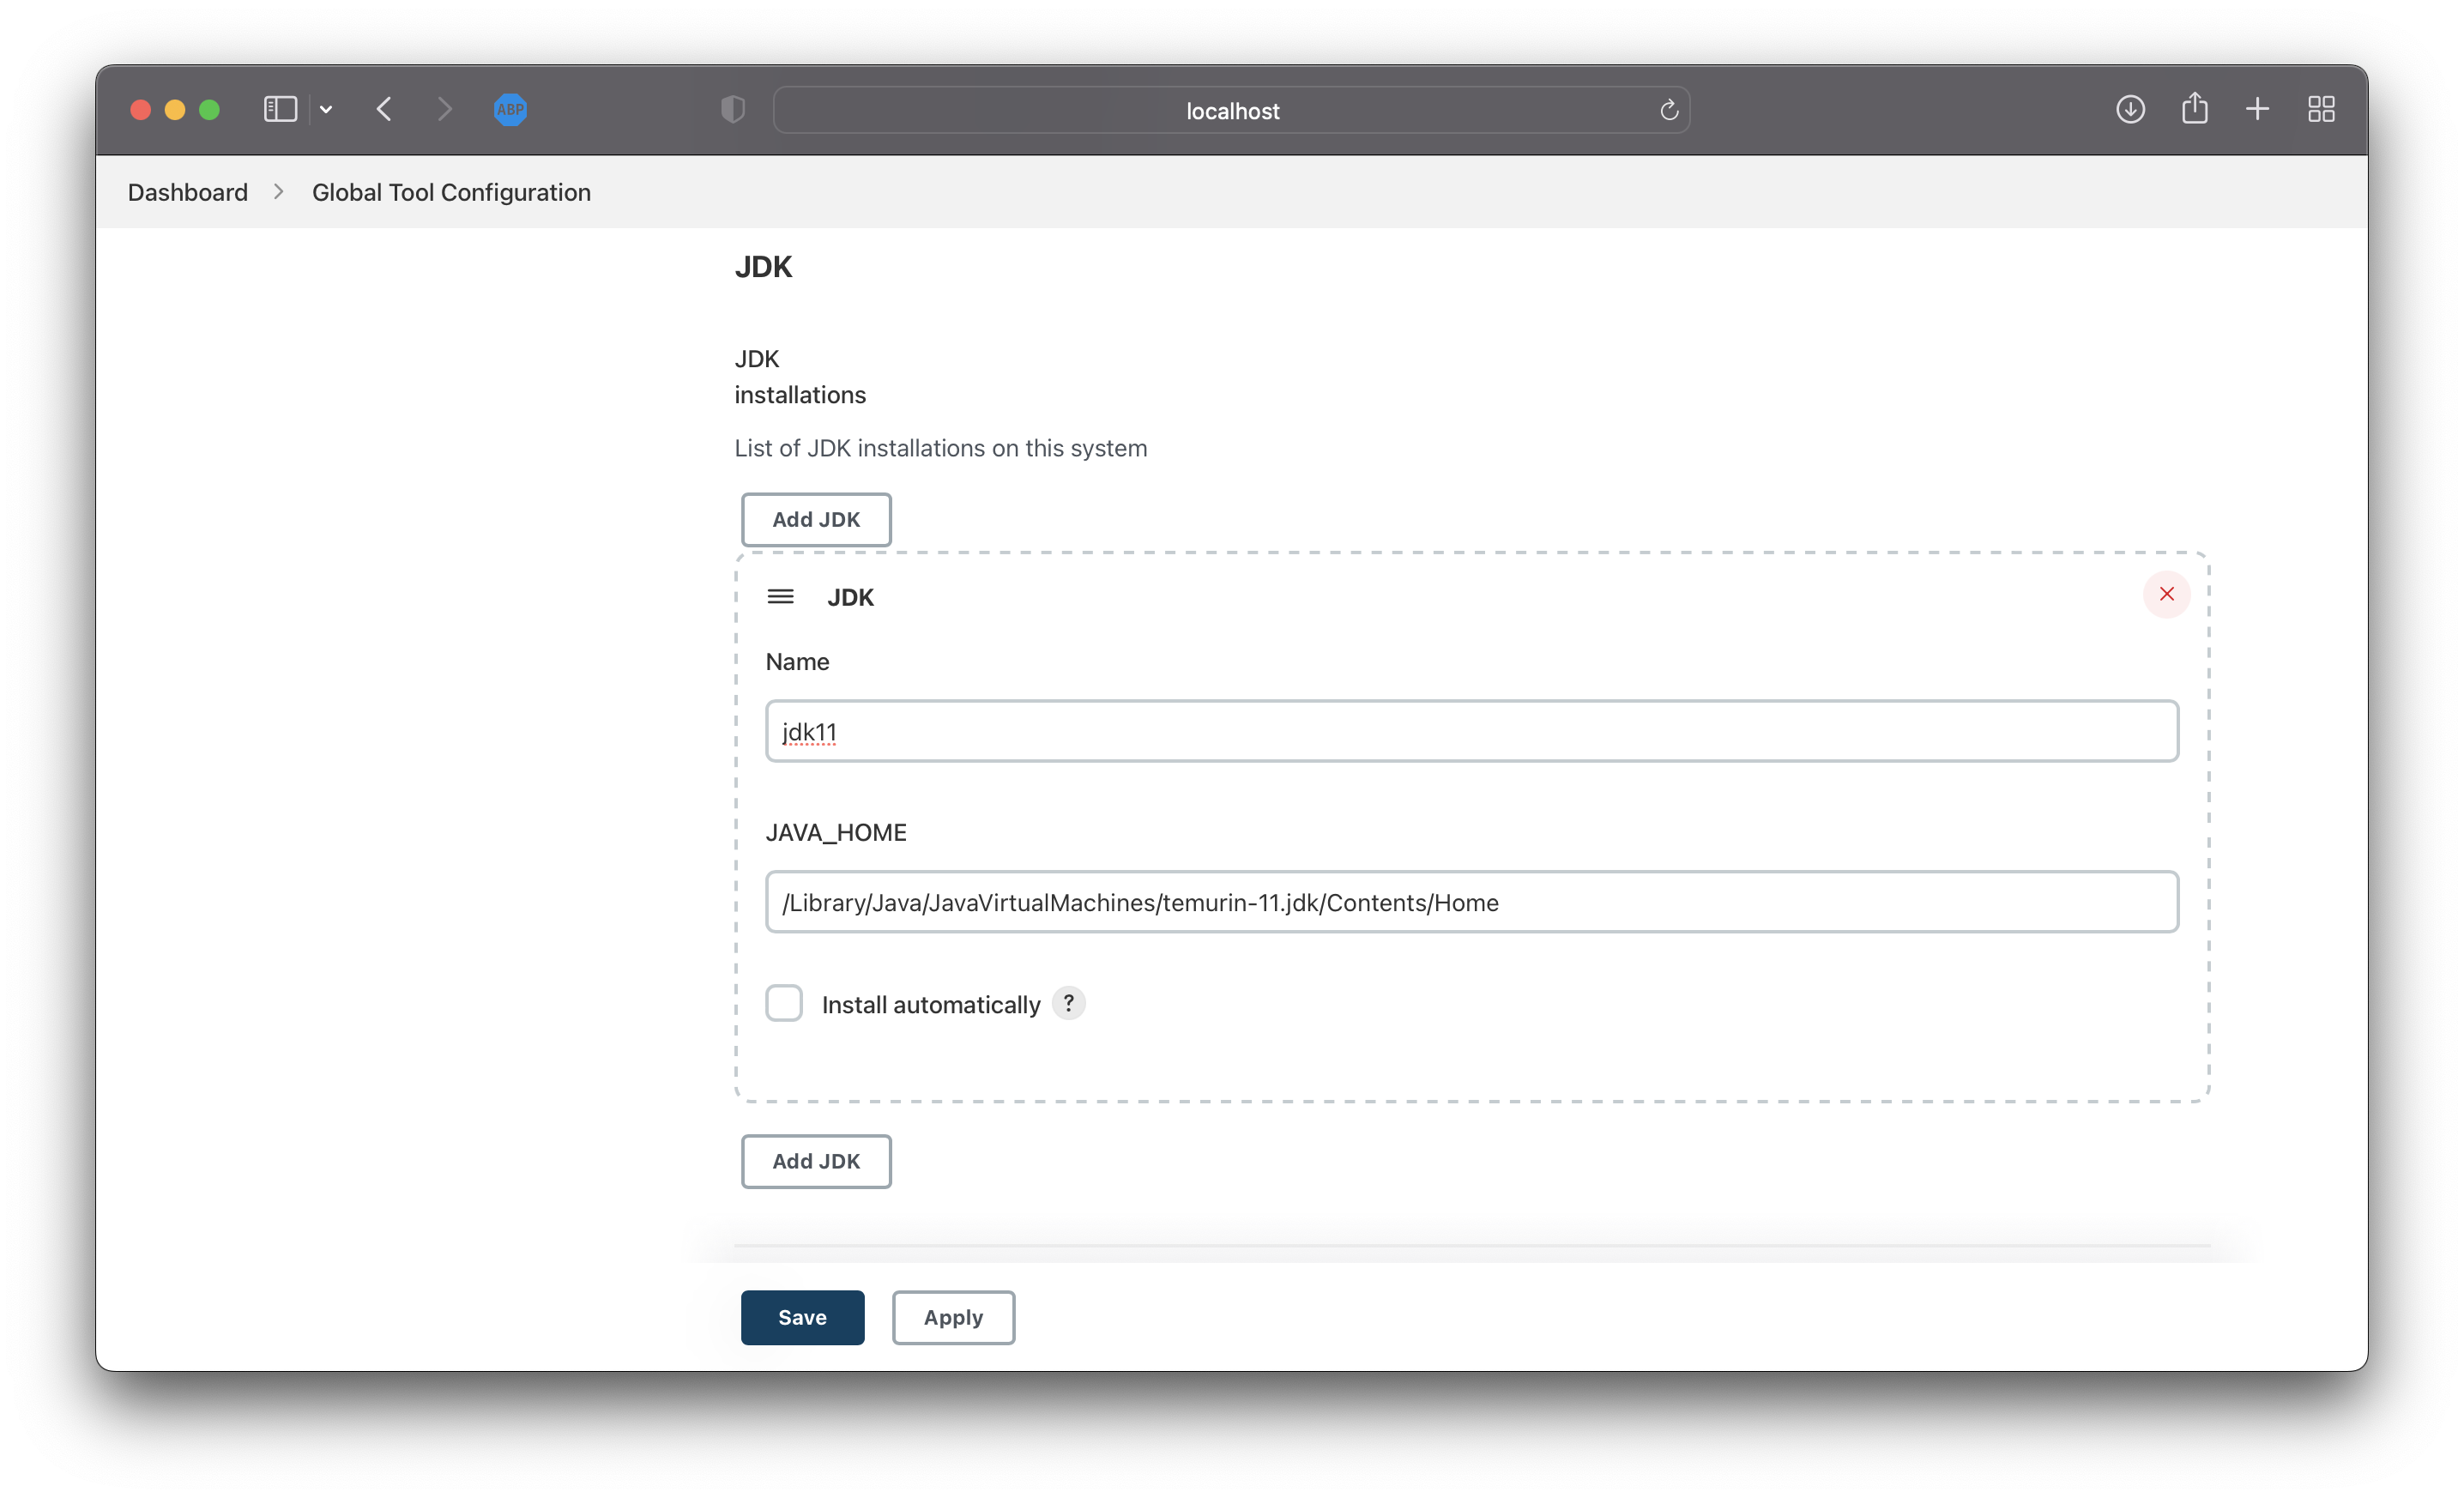 ABP
localhost
Dashboard > Global Tool Configuration
JDK
JDK
installations
List of JDK installations on this system
Add JDK
JDK
Name
jdk11
JAVA_HOME
/Library/Java/JavaVirtualMachines/temurin-11.jdk/Contents/Home
Install automatically ?
Add JDK
Save Apply